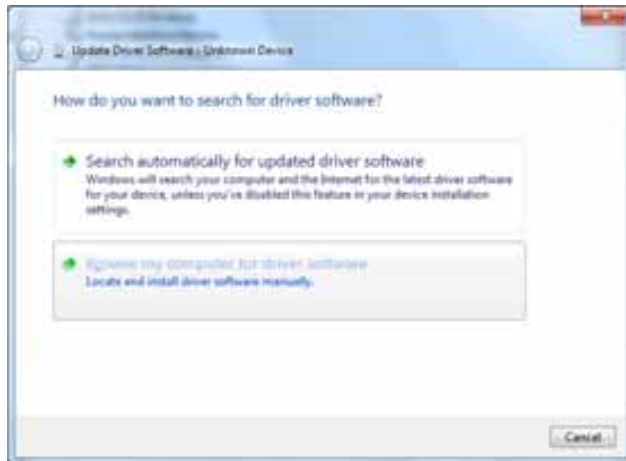 Update Driver Software - Unknown Device
How do you want to search for driver software?
Search automatically for updated driver software
Windows will search your computer and the Internet for the latest driver software
for your device, unless you've disabled this feature in your device installation
settings.
Browse my computer for driver software
Locate and install driver software manually.
Cancel